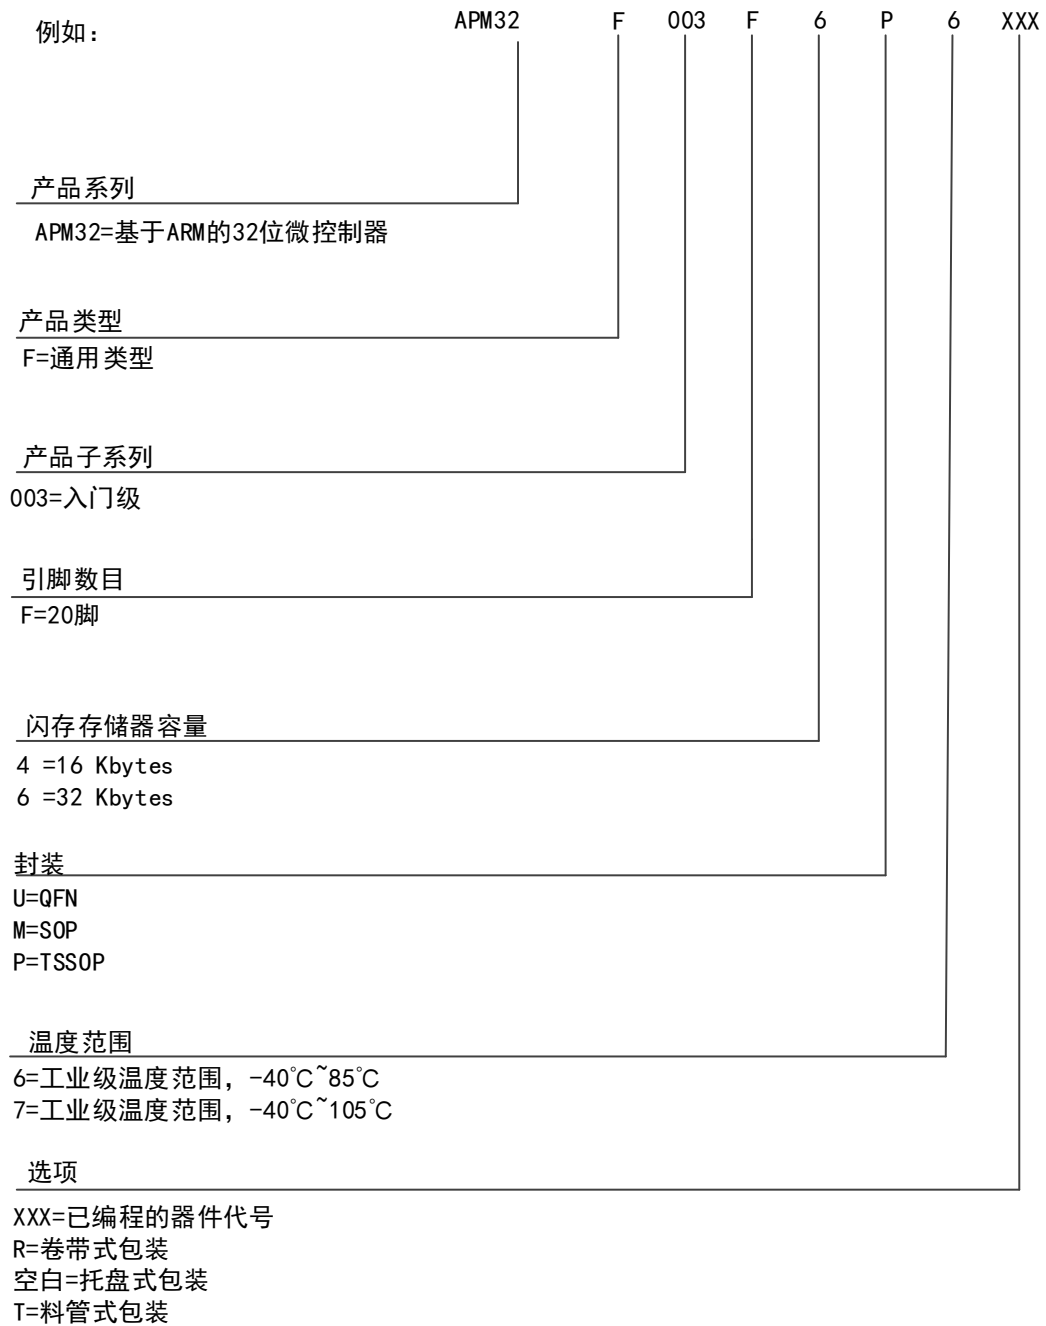 例如：
APM32 F 003 F 6 P 6 XXX
产品系列
APM32=基于ARM的32位微控制器
产品类型
F=通用类型
产品子系列
003=入门级
引脚数目
F=20脚
闪存存储器容量
4 =16 Kbytes
6 =32 Kbytes
封装
U=QFN
M=SOP
P=TSSOP
温度范围
6=工业级温度范围，-40℃~85℃
7=工业级温度范围，-40℃~105℃
选项
XXX=已编程的器件代号
R=卷带式包装
空白=托盘式包装
T=料管式包装